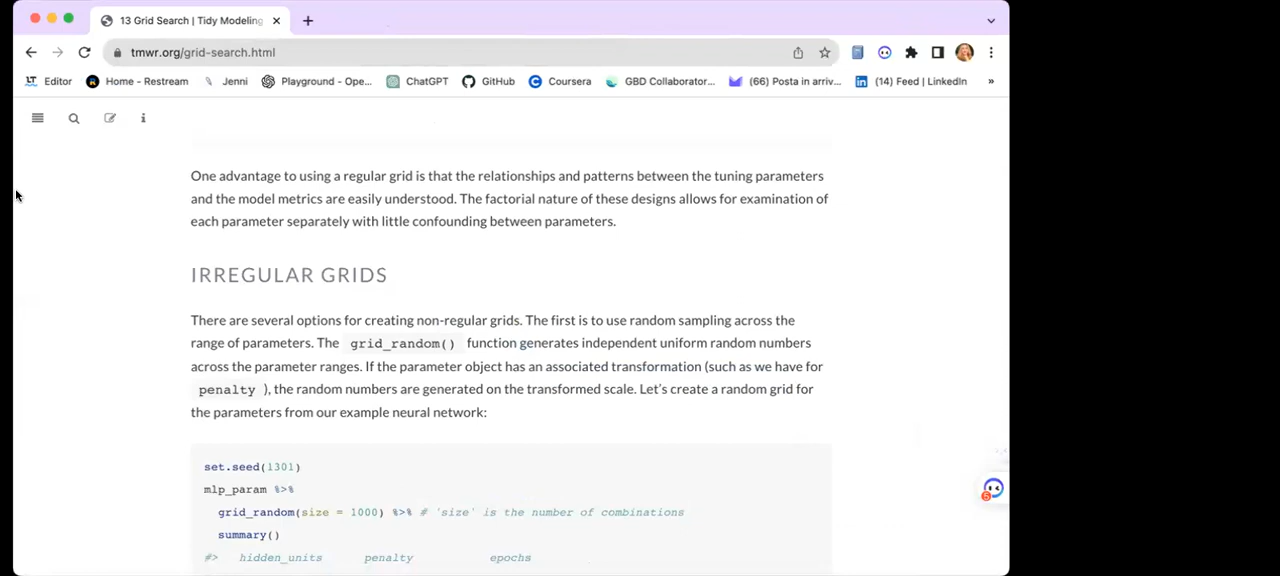 13 Grid Search | Tidy Modeling
tmwr.org/grid-search.html
Editor
Home - Restream
Jenni
Playground - Ope...
ChatGPT
GitHub
Coursera
GBD Collaborator...
(66) Posta in arriv...
(14) Feed | LinkedIn
»
One advantage to using a regular grid is that the relationships and patterns between the tuning parameters
and the model metrics are easily understood. The factorial nature of these designs allows for examination of
each parameter separately with little confounding between parameters.
IRREGULAR GRIDS
There are several options for creating non-regular grids. The first is to use random sampling across the
range of parameters. The grid_random() function generates independent uniform random numbers
across the parameter ranges. If the parameter object has an associated transformation (such as we have for
penalty ), the random numbers are generated on the transformed scale. Let's create a random grid for
the parameters from our example neural network:
set.seed(1301)
mlp_param %>%
grid_random(size = 1000) %>% # 'size' is the number of combinations
summary()
#> hidden_units penalty epochs
5